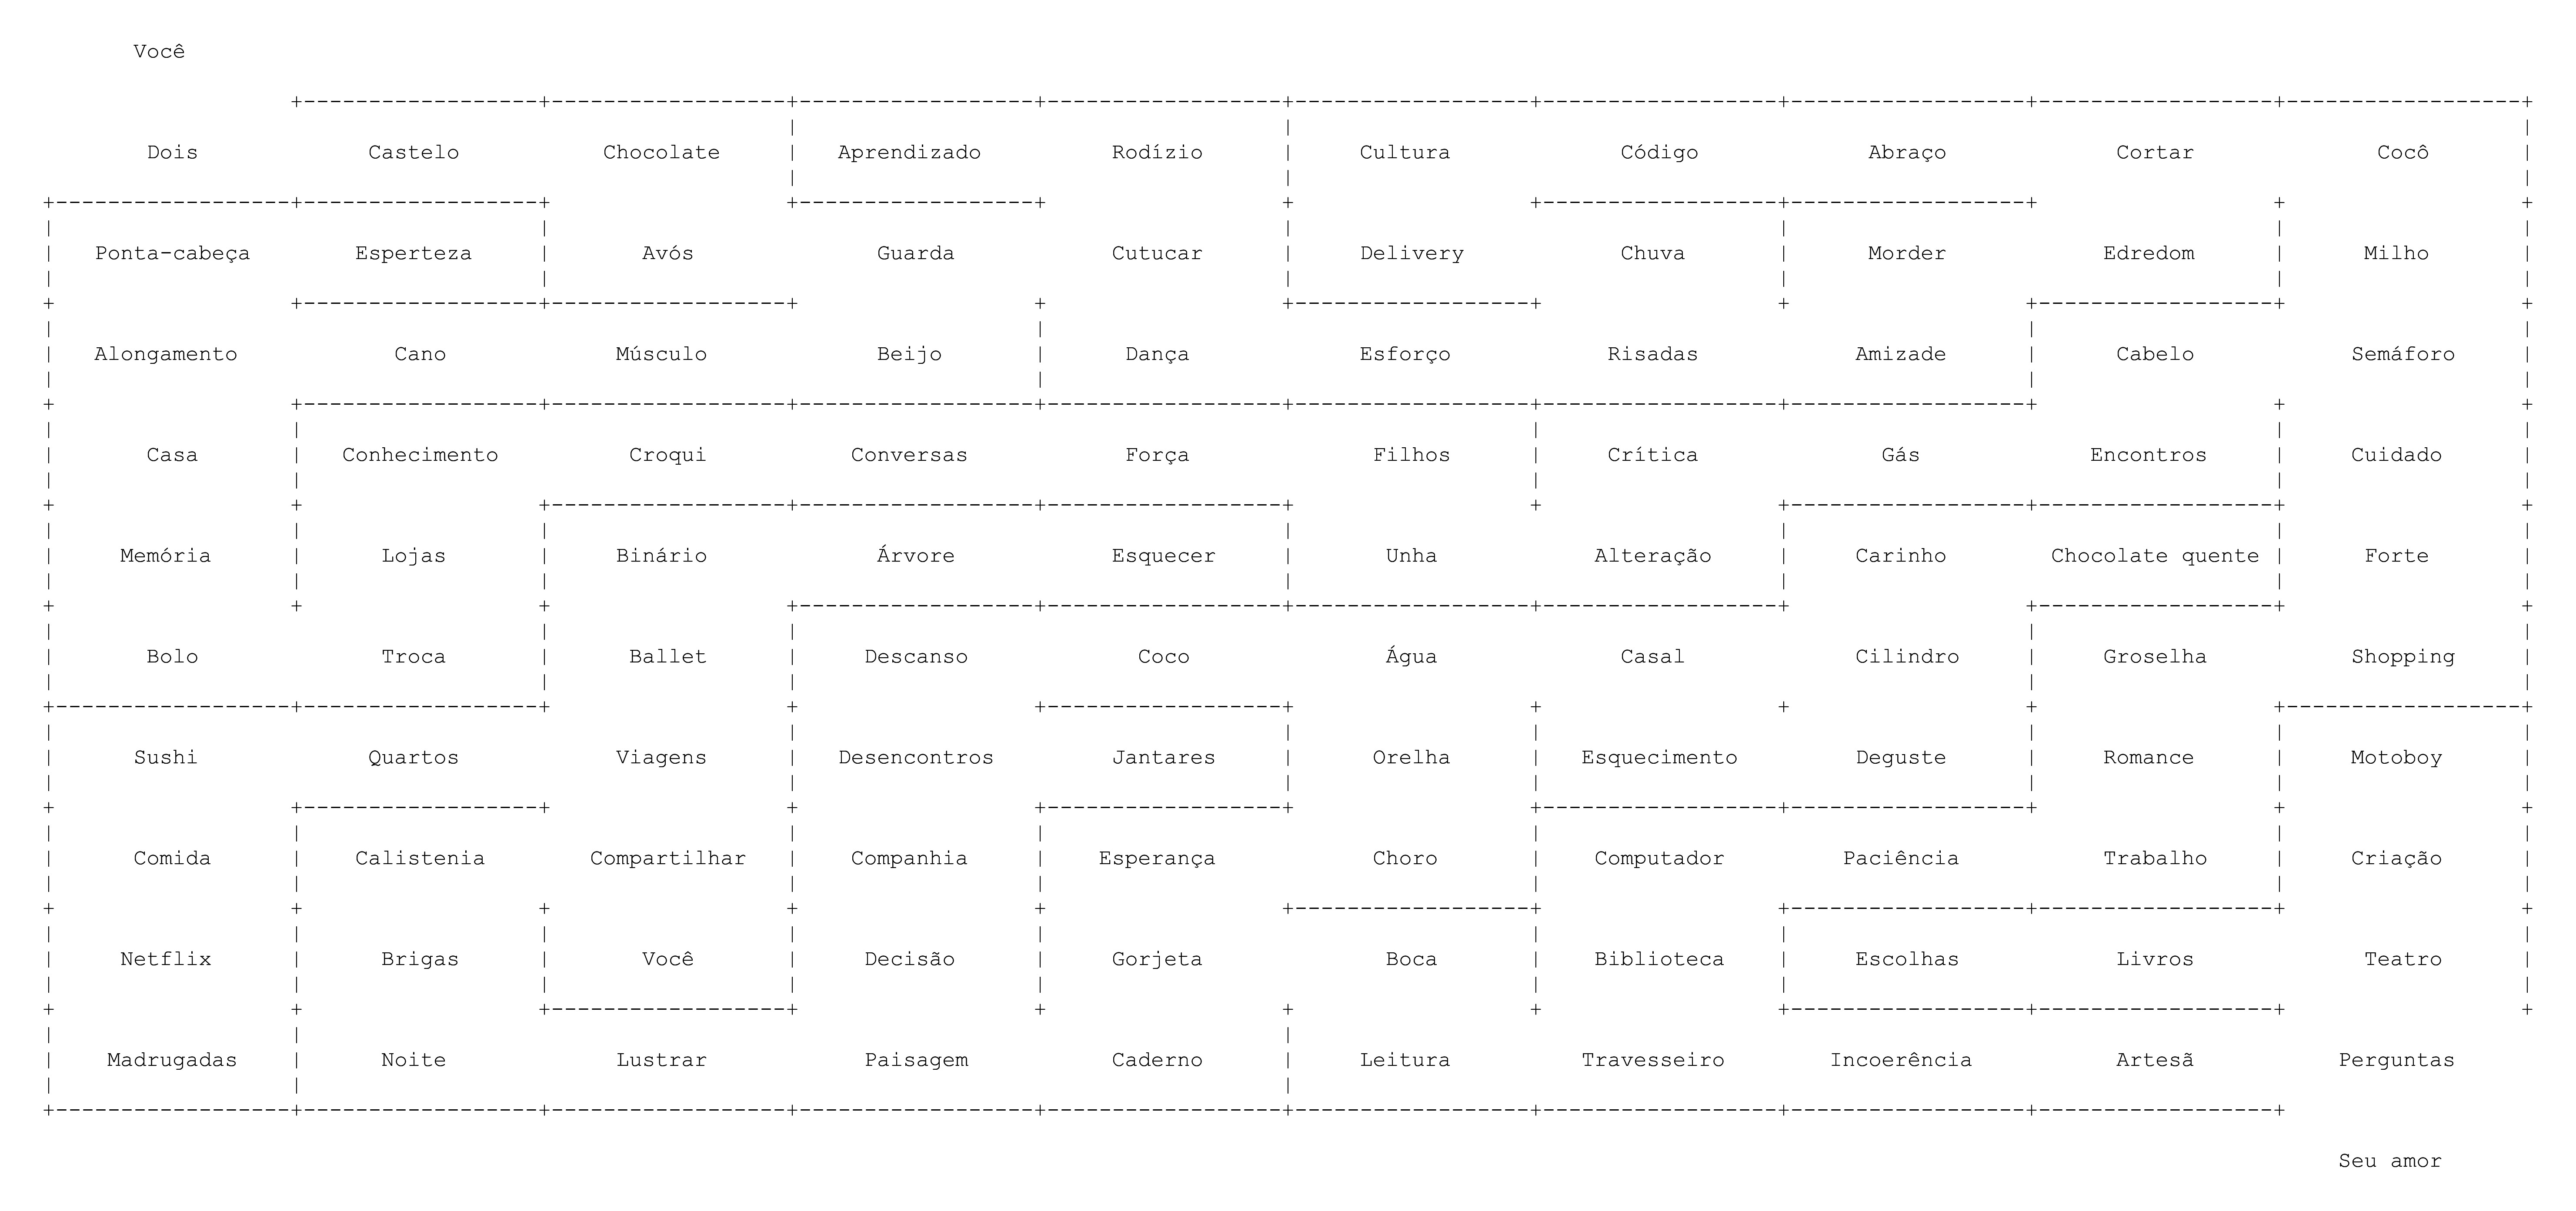 Você
Dois Castelo Chocolate Aprendizado Rodízio Cultura Código Abraço Cortar Cocô
Ponta-cabeça Esperteza Avós Guarda Cutucar Delivery Chuva Morder Edredom Milho
Alongamento Cano Músculo Beijo Dança Esforço Risadas Amizade Cabelo Semáforo
Casa Conhecimento Croqui Conversas Força Filhos Crítica Gás Encontros Cuidado
Memória Lojas Binário Árvore Esquecer Unha Alteração Carinho Chocolate quente Forte
Bolo Troca Ballet Descanso Coco Água Casal Cilindro Groselha Shopping
Sushi Quartos Viagens Desencontros Jantares Orelha Esquecimento Deguste Romance Motoboy
Comida Calistenia Compartilhar Companhia Esperança Choro Computador Paciência Trabalho Criação
Netflix Brigas Você Decisão Gorjeta Boca Biblioteca Escolhas Livros Teatro
Madrugadas Noite Lustrar Paisagem Caderno Leitura Travesseiro Incoerência Artesã Perguntas
Seu amor